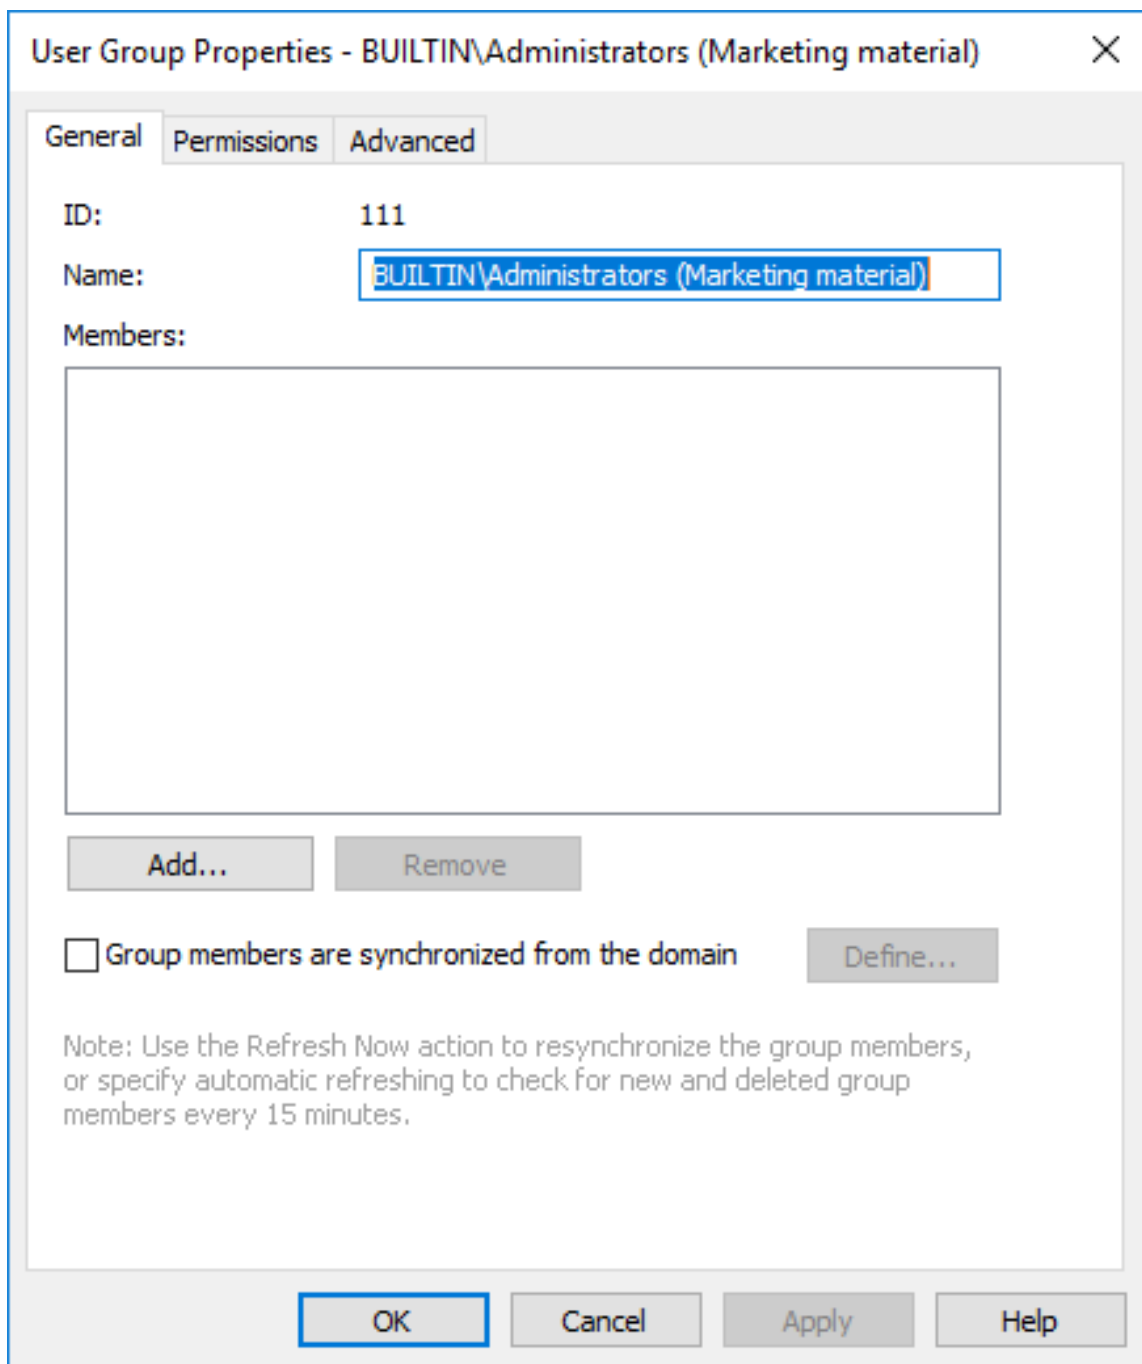 User Group Properties - BUILTIN\Administrators (Marketing material)
General Permissions Advanced
ID: 111
Name: BUILTIN\Administrators (Marketing material)
Members:
Add... Remove
Group members are synchronized from the domain Define...
Note: Use the Refresh Now action to resynchronize the group members,
or specify automatic refreshing to check for new and deleted group
members every 15 minutes.
OK Cancel Apply Help